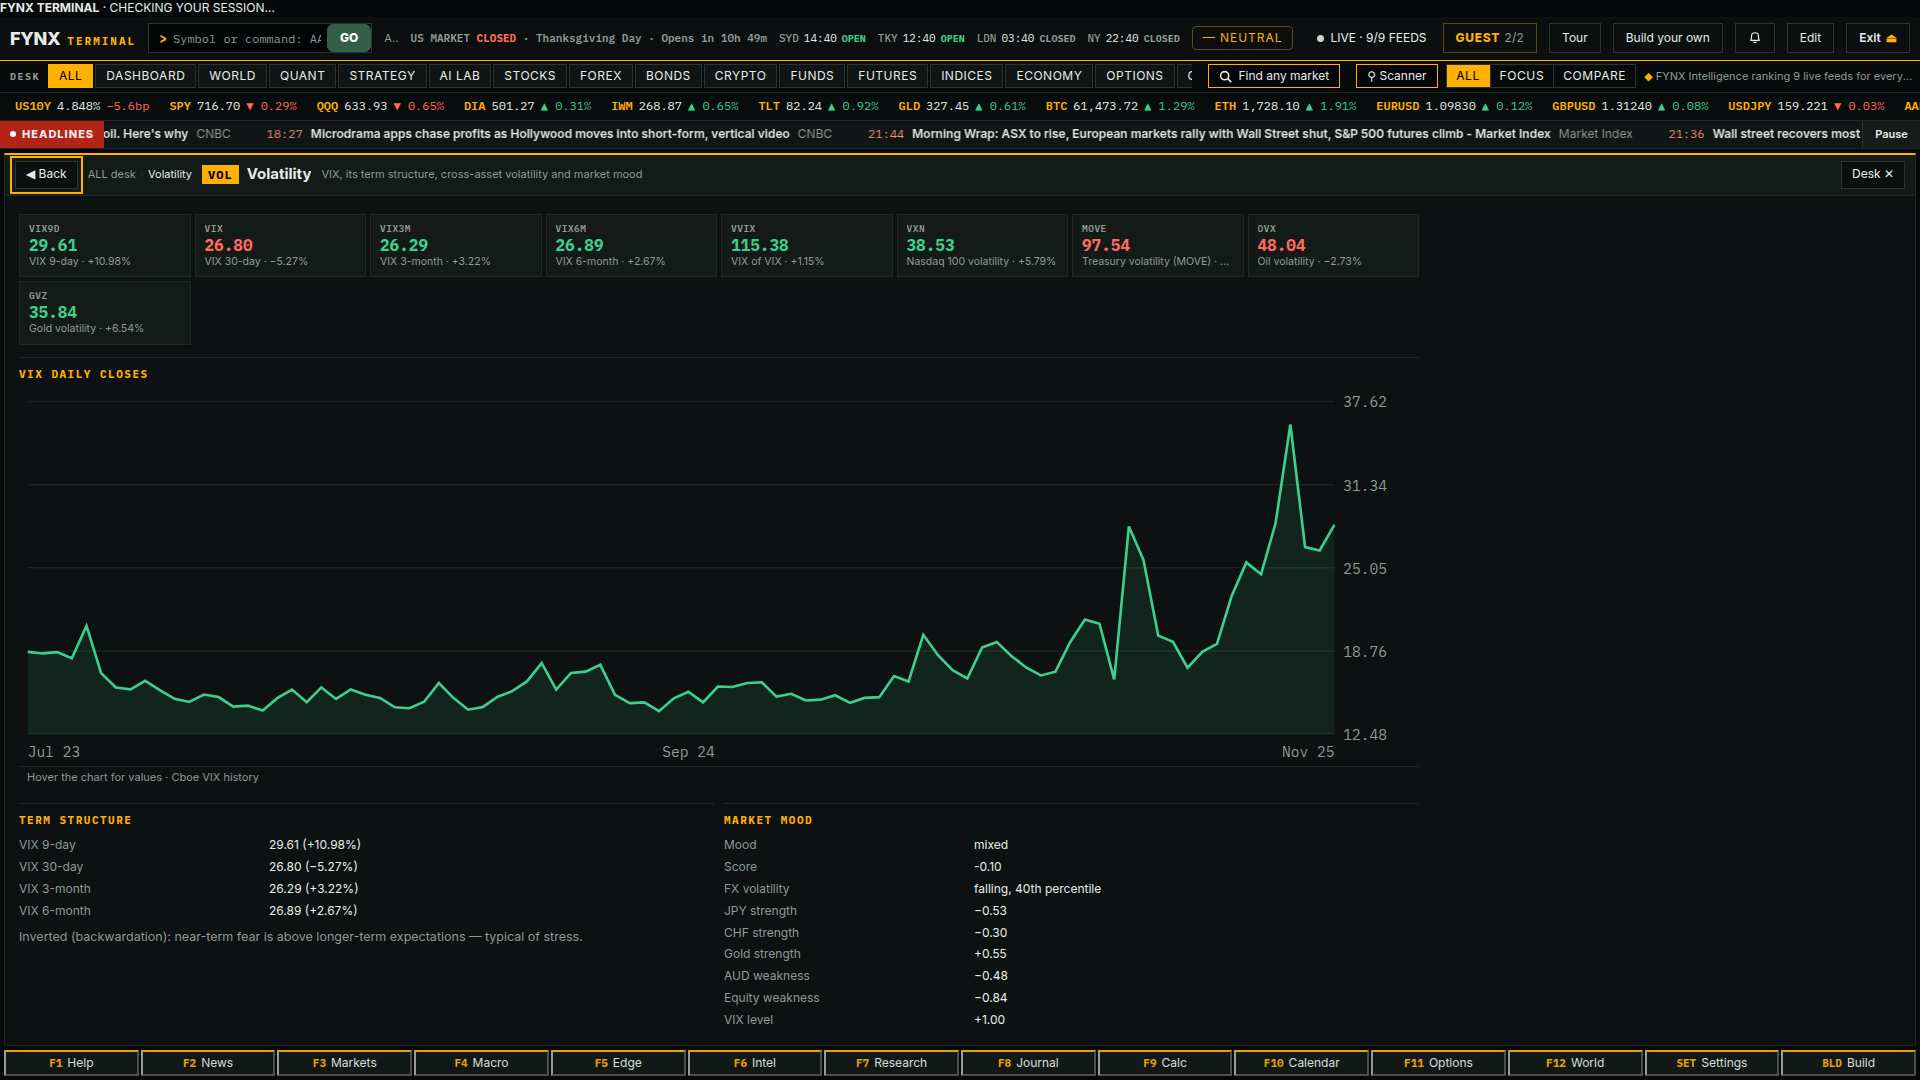 FYNX TERMINAL · CHECKING YOUR SESSION...
FYNX TERMINAL > Symbol or command: AA GO A.. US MARKET CLOSED · Thanksgiving Day · Opens in 10h 49m SYD 14:40 OPEN TKY 12:40 OPEN LDN 03:40 CLOSED NY 22:40 CLOSED — NEUTRAL ● LIVE · 9/9 FEEDS GUEST 2/2 Tour Build your own Edit Exit ⏏
DESK ALL DASHBOARD WORLD QUANT STRATEGY AI LAB STOCKS FOREX BONDS CRYPTO FUNDS FUTURES INDICES ECONOMY OPTIONS Find any market Scanner ALL FOCUS COMPARE ◆ FYNX Intelligence ranking 9 live feeds for every...
US10Y 4.848% −5.6bp SPY 716.70 ▼ 0.29% QQQ 633.93 ▼ 0.65% DIA 501.27 ▲ 0.31% IWM 268.87 ▲ 0.65% TLT 82.24 ▲ 0.92% GLD 327.45 ▲ 0.61% BTC 61,473.72 ▲ 1.29% ETH 1,728.10 ▲ 1.91% EURUSD 1.09830 ▲ 0.12% GBPUSD 1.31240 ▲ 0.08% USDJPY 159.221 ▼ 0.03% AA
● HEADLINES oil. Here's why CNBC 18:27 Microdrama apps chase profits as Hollywood moves into short-form, vertical video CNBC 21:44 Morning Wrap: ASX to rise, European markets rally with Wall Street shut, S&P 500 futures climb - Market Index Market Index 21:36 Wall street recovers most Pause
◀ Back ALL desk · Volatility VOL Volatility VIX, its term structure, cross-asset volatility and market mood Desk ✕
VIX9D
29.61
VIX 9-day · +10.98%
VIX
26.80
VIX 30-day · −5.27%
VIX3M
26.29
VIX 3-month · +3.22%
VIX6M
26.89
VIX 6-month · +2.67%
VVIX
115.38
VIX of VIX · +1.15%
VXN
38.53
Nasdaq 100 volatility · +5.79%
MOVE
97.54
Treasury volatility (MOVE) · ...
OVX
48.04
Oil volatility · −2.73%
GVZ
35.84
Gold volatility · +6.54%
VIX DAILY CLOSES
37.62
31.34
25.05
18.76
12.48
Jul 23 Sep 24 Nov 25
Hover the chart for values · Cboe VIX history
TERM STRUCTURE
VIX 9-day 29.61 (+10.98%)
VIX 30-day 26.80 (−5.27%)
VIX 3-month 26.29 (+3.22%)
VIX 6-month 26.89 (+2.67%)
Inverted (backwardation): near-term fear is above longer-term expectations — typical of stress.
MARKET MOOD
Mood mixed
Score -0.10
FX volatility falling, 40th percentile
JPY strength −0.53
CHF strength −0.30
Gold strength +0.55
AUD weakness −0.48
Equity weakness −0.84
VIX level +1.00
F1 Help F2 News F3 Markets F4 Macro F5 Edge F6 Intel F7 Research F8 Journal F9 Calc F10 Calendar F11 Options F12 World SET Settings BLD Build